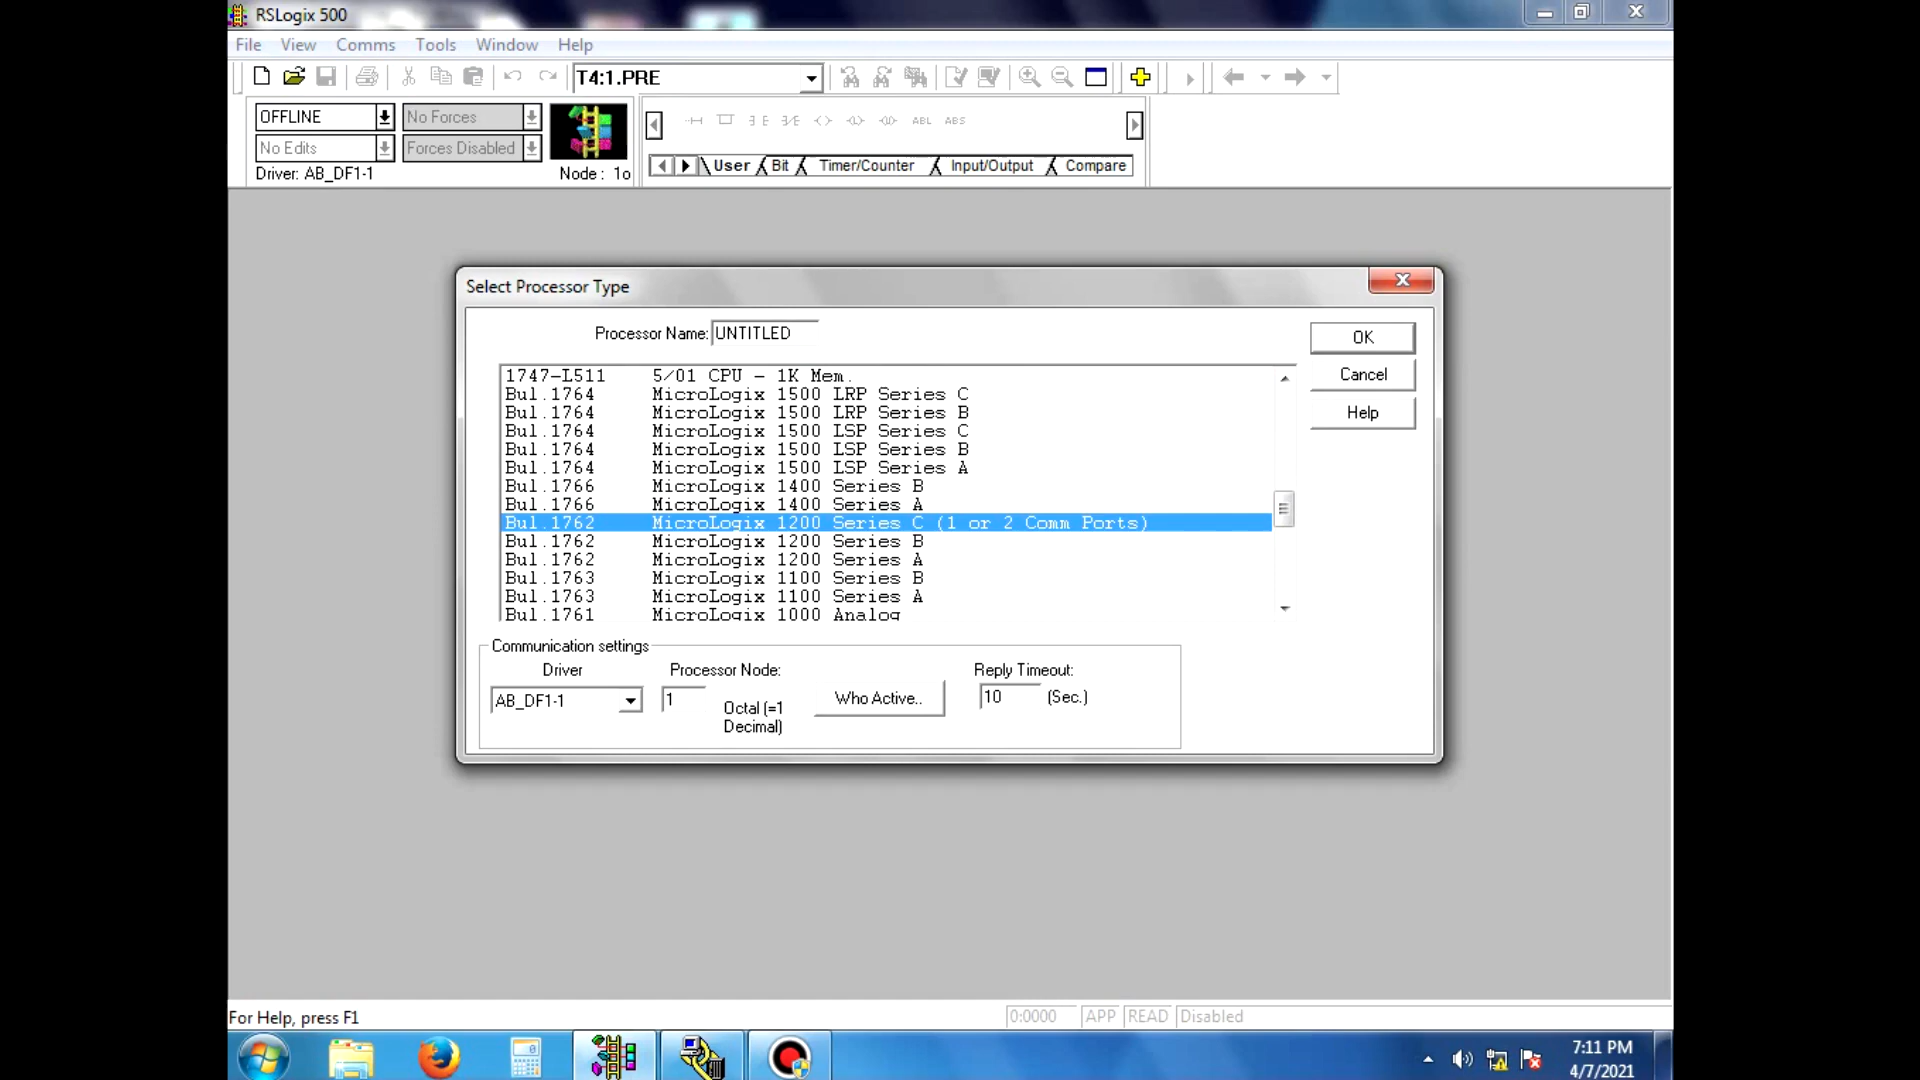 RSLogix 500
File View Comms Tools Window Help
T4:1.PRE
OFFLINE No Forces
No Edits Forces Disabled
Driver: AB_DF1-1 Node : 1o
ABL ABS
User Bit Timer/Counter Input/Output Compare
Select Processor Type
Processor Name: UNTITLED
OK
Cancel
Help
1747-L511 5/01 CPU - 1K Mem.
Bul.1764 MicroLogix 1500 LRP Series C
Bul.1764 MicroLogix 1500 LRP Series B
Bul.1764 MicroLogix 1500 LSP Series C
Bul.1764 MicroLogix 1500 LSP Series B
Bul.1764 MicroLogix 1500 LSP Series A
Bul.1766 MicroLogix 1400 Series B
Bul.1766 MicroLogix 1400 Series A
Bul.1762 MicroLogix 1200 Series C (1 or 2 Comm Ports)
Bul.1762 MicroLogix 1200 Series B
Bul.1762 MicroLogix 1200 Series A
Bul.1763 MicroLogix 1100 Series B
Bul.1763 MicroLogix 1100 Series A
Bul.1761 MicroLogix 1000 Analog
Communication settings
Driver Processor Node: Reply Timeout:
AB_DF1-1 1 Who Active.. 10 (Sec.)
Octal (=1
Decimal)
For Help, press F1 0:0000 APP READ Disabled
7:11 PM
4/7/2021